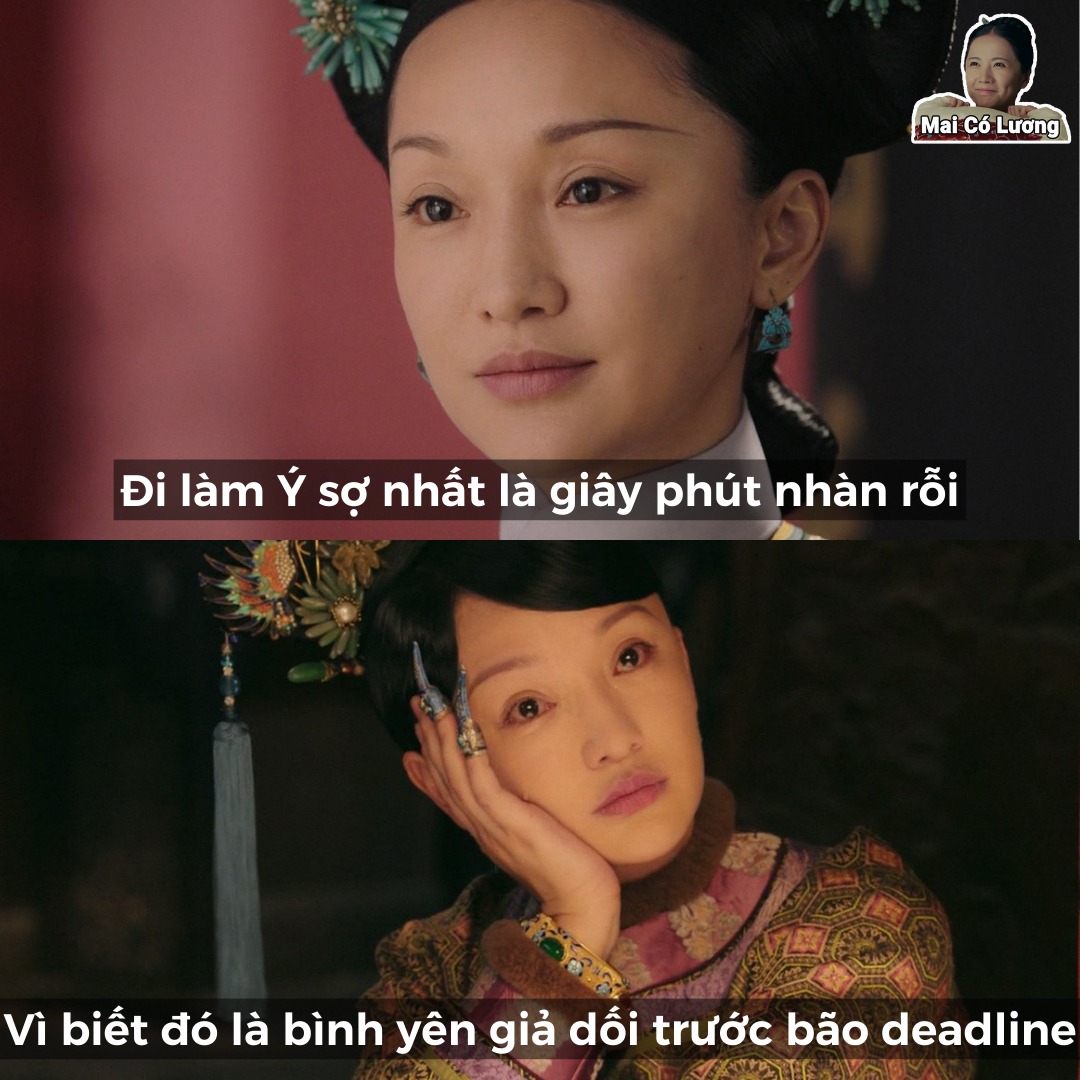 Mai Có Lương
Đi làm Ý sợ nhất là giây phút nhàn rỗi
Vì biết đó là bình yên giả dối trước bão deadline